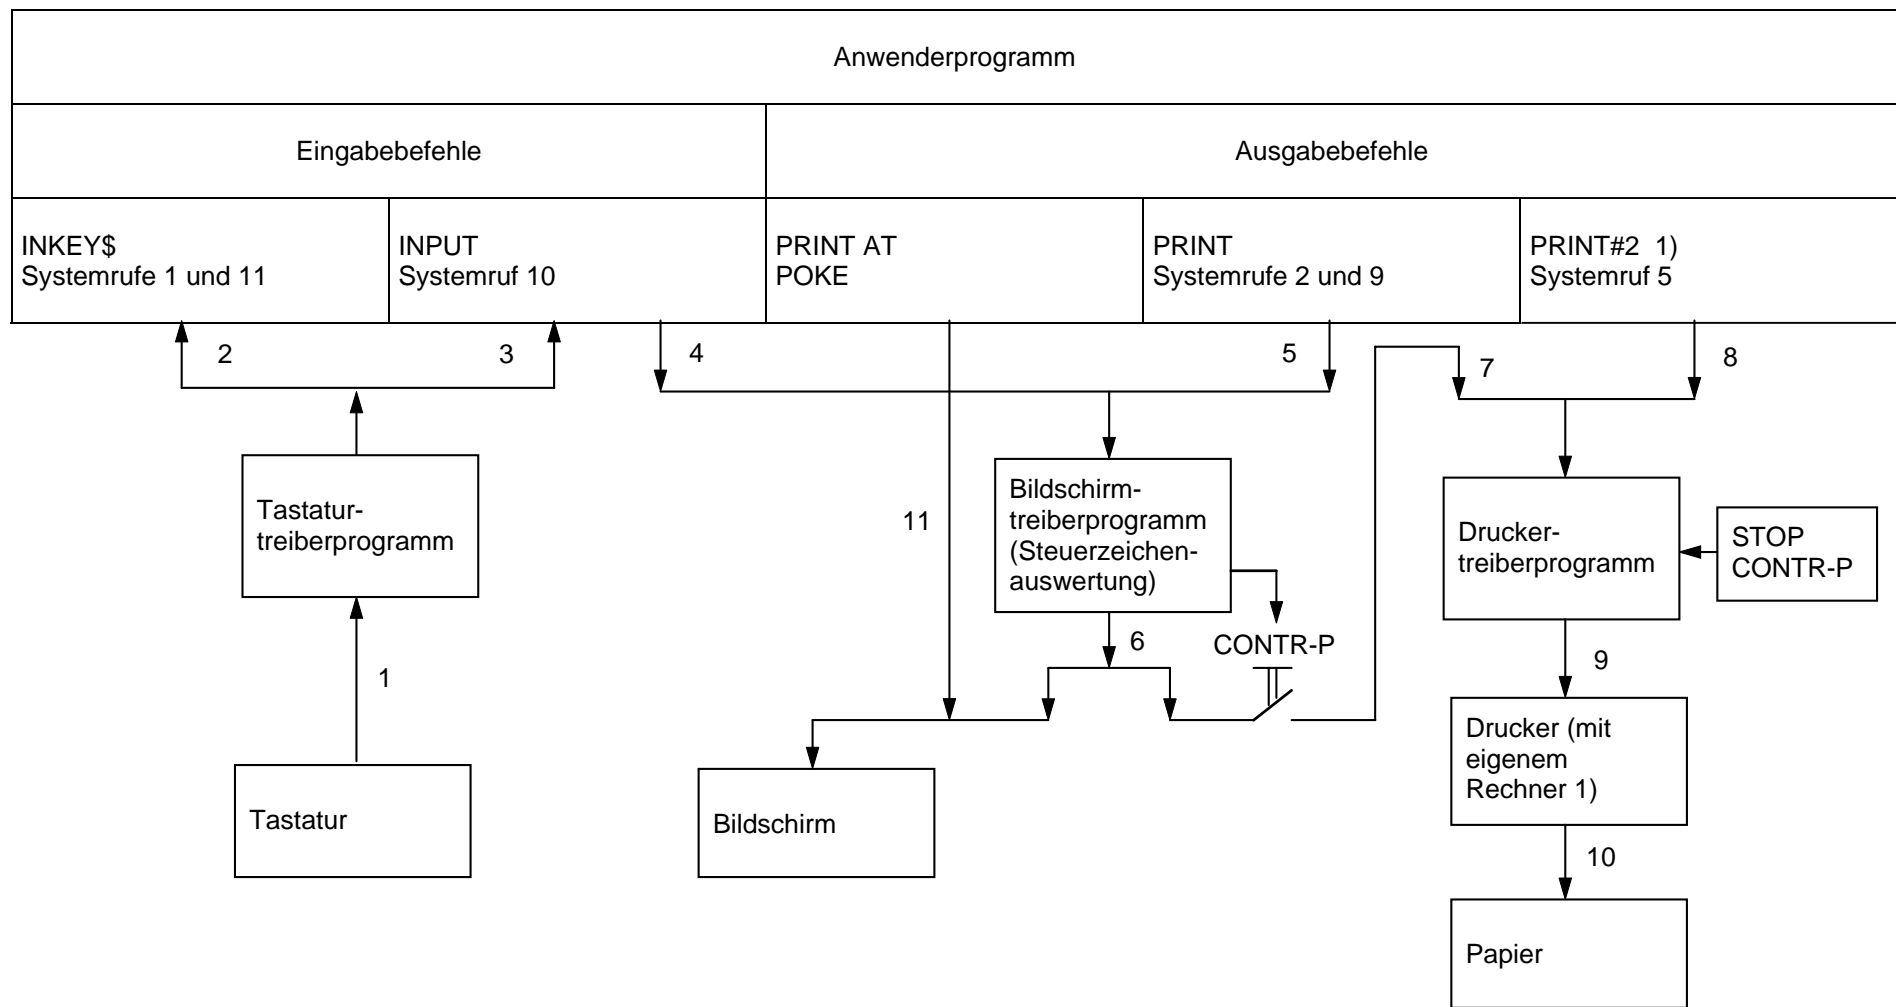 Anwenderprogramm
Eingabebefehle
Ausgabebefehle
INKEY$
Systemrufe 1 und 11
INPUT
Systemruf 10
PRINT AT
POKE
PRINT
Systemrufe 2 und 9
PRINT#2 1)
Systemruf 5
2
3
4
5
7
8
Tastatur-
treiberprogramm
11
Bildschirm-
treiberprogramm
(Steuerzeichen-
auswertung)
Drucker-
treiberprogramm
STOP
CONTR-P
6
CONTR-P
1
9
Tastatur
Bildschirm
Drucker (mit
eigenem
Rechner 1)
10
Papier